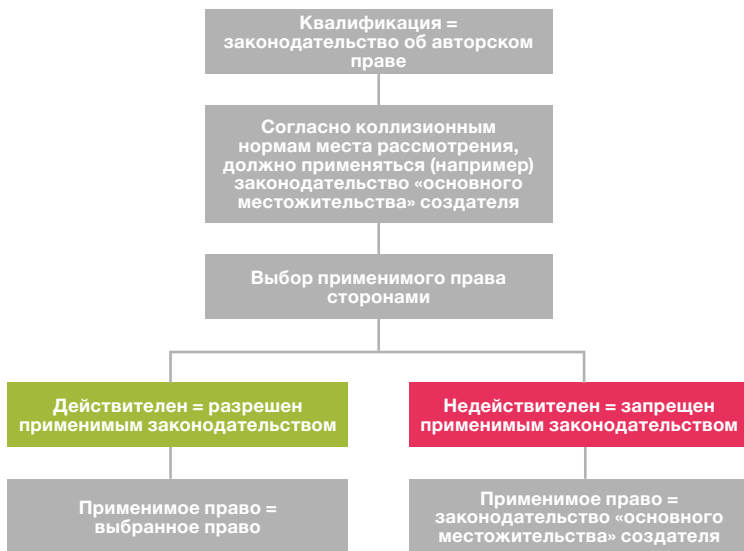 Квалификация =
законодательство об авторском
праве
Согласно коллизионным
нормам места рассмотрения,
должно применяться (например)
законодательство «основного
местожительства» создателя
Выбор применимого права
сторонами
Действителен = разрешен
применимым законодательством
Недействителен = запрещен
применимым законодательством
Применимое право =
выбранное право
Применимое право =
законодательство «основного
местожительства» создателя